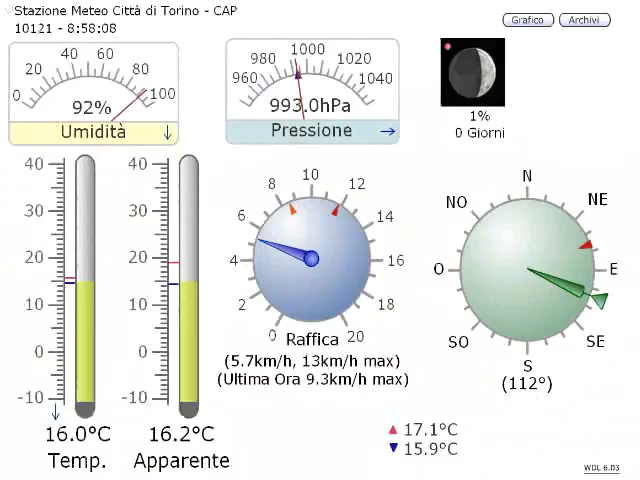 Stazione Meteo Città di Torino - CAP
10121 - 8:58:08
Grafico
Archivi
0 20 40 60 80 100
92%
Umidità ↓
940 960 980 1000 1020 1040
993.0hPa
Pressione →
1%
0 Giorni
40
30
20
10
0
-10
16.0°C
Temp.
40
30
20
10
0
-10
16.2°C
Apparente
0 2 4 6 8 10 12 14 16 18 20
Raffica
(5.7km/h, 13km/h max)
(Ultima Ora 9.3km/h max)
N
NE
E
SE
S
SO
O
NO
(112°)
17.1°C
15.9°C
WDL 6.03